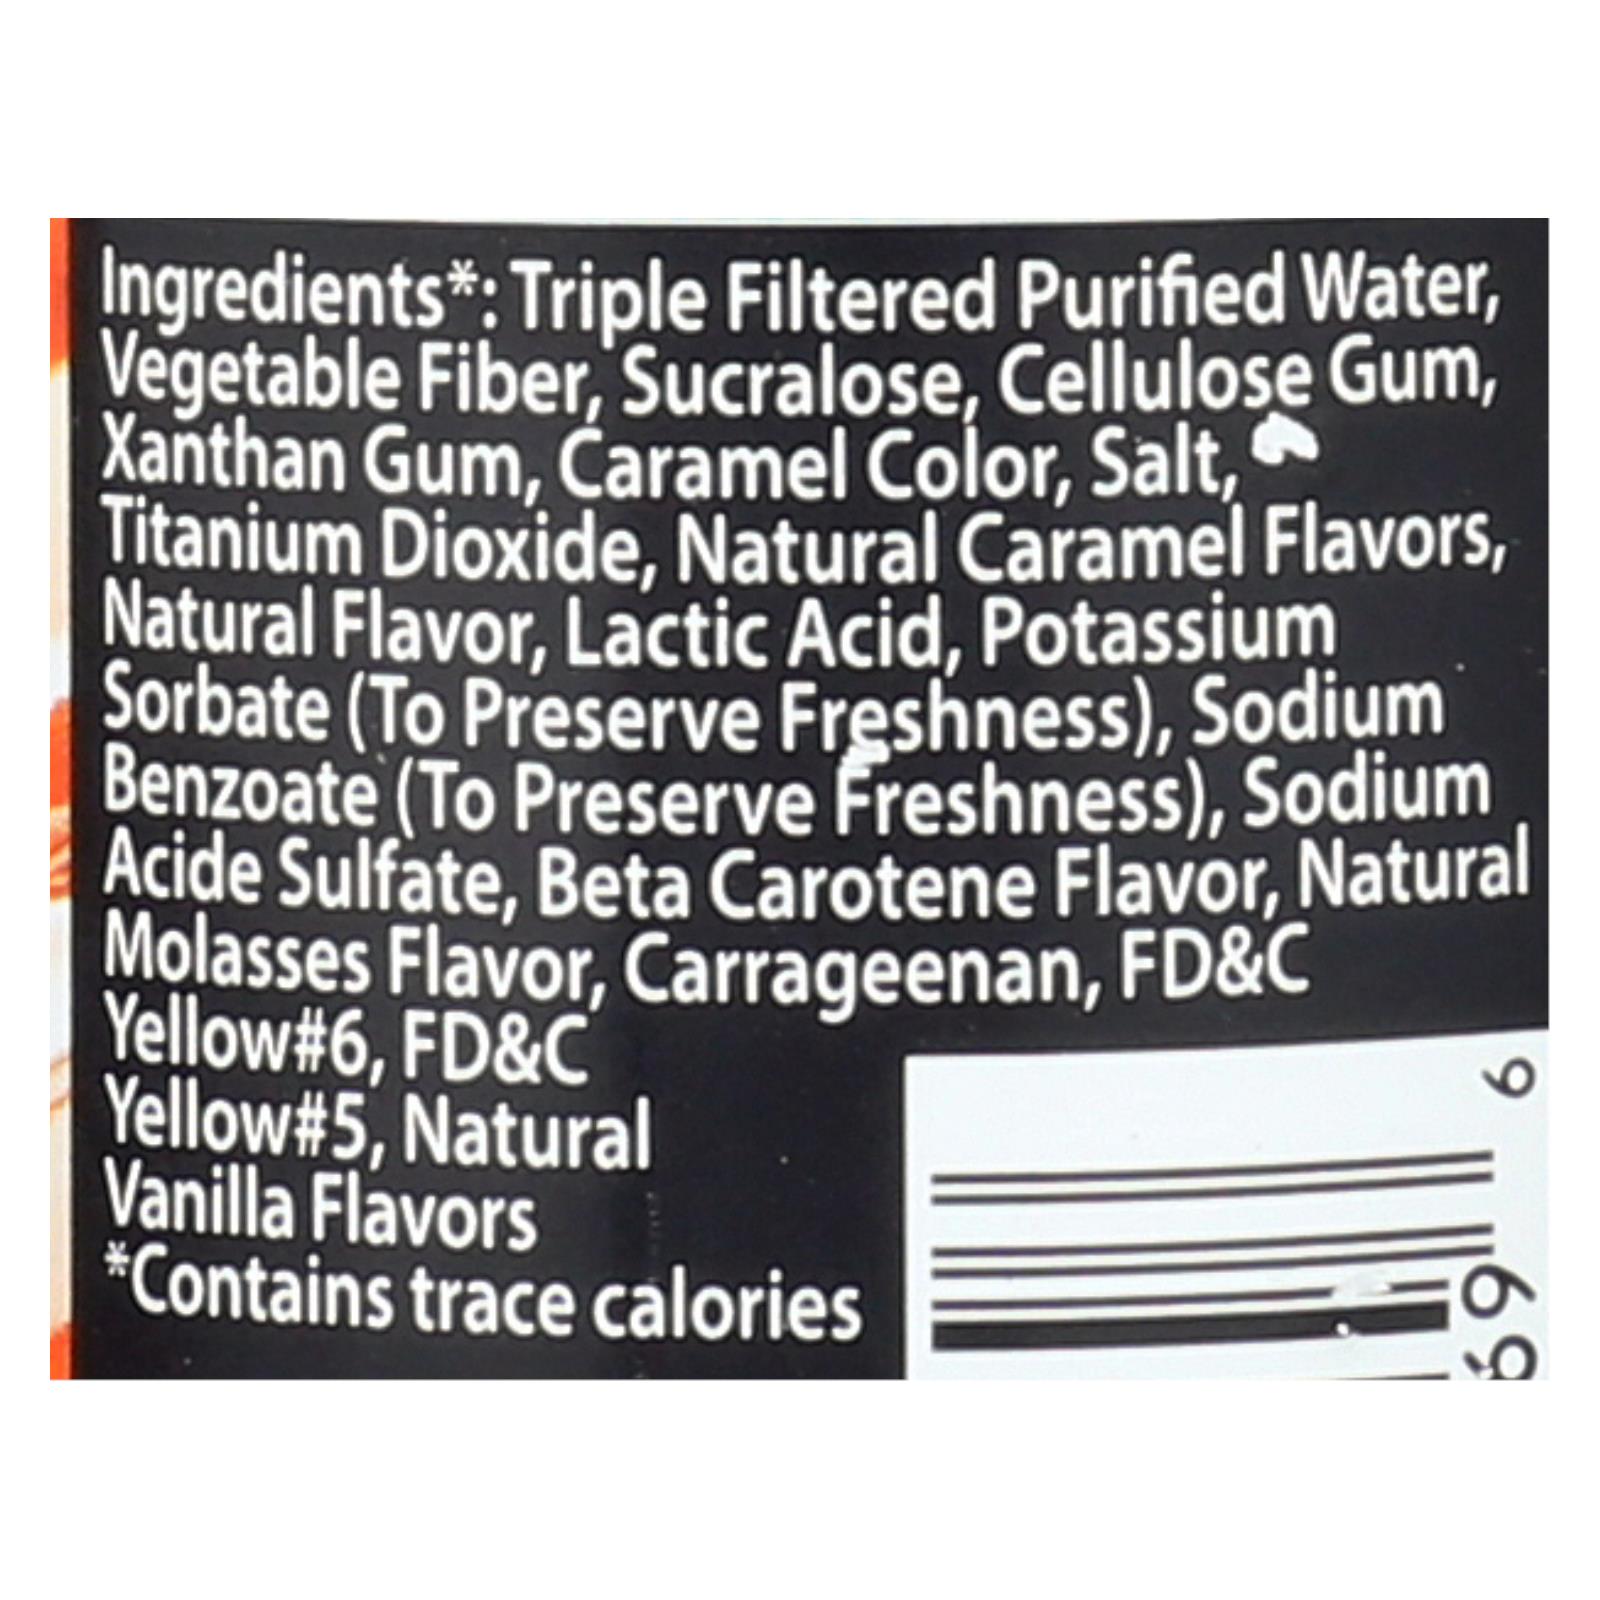 Ingredients*: Triple Filtered Purified Water,
Vegetable Fiber, Sucralose, Cellulose Gum,
Xanthan Gum, Caramel Color, Salt,
Titanium Dioxide, Natural Caramel Flavors,
Natural Flavor, Lactic Acid, Potassium
Sorbate (To Preserve Freshness), Sodium
Benzoate (To Preserve Freshness), Sodium
Acide Sulfate, Beta Carotene Flavor, Natural
Molasses Flavor, Carrageenan, FD&C
Yellow#6, FD&C
Yellow#5, Natural
Vanilla Flavors
*Contains trace calories
6
69